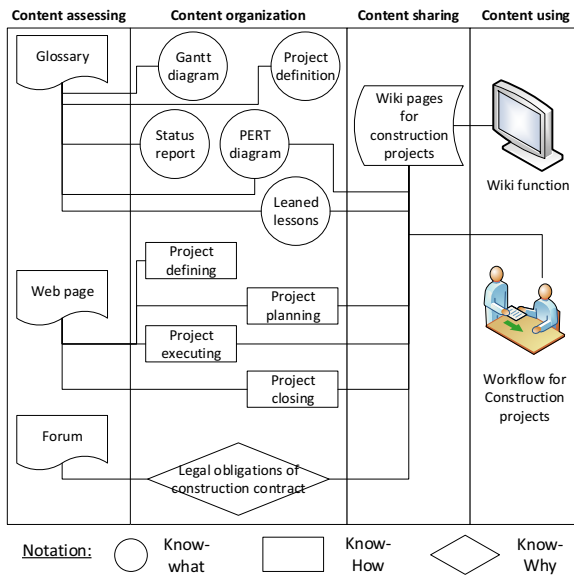 Content assessing
Content organization
Content sharing
Content using
Glossary
Gantt
diagram
Project
definition
Status
report
PERT
diagram
Leaned
lessons
Wiki pages
for
construction
projects
Wiki function
Web page
Project
defining
Project
planning
Project
executing
Project
closing
Workflow for
Construction
projects
Forum
Legal obligations of
construction contract
Notation:
Know-
what
Know-
How
Know-
Why